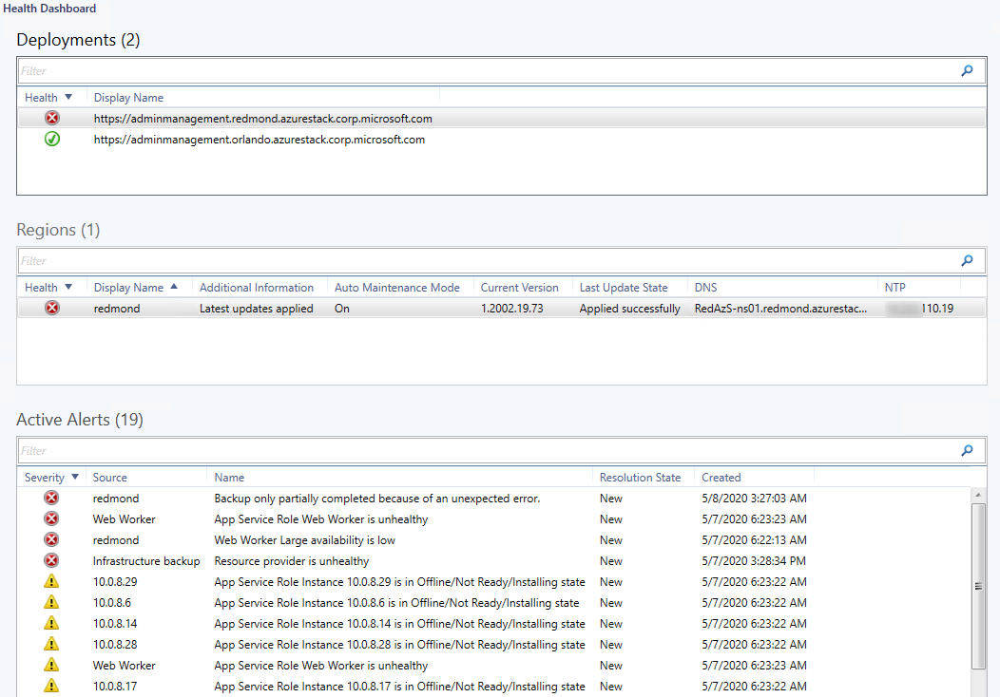 Health Dashboard
Deployments (2)
Filter
Health Display Name
https://adminmanagement.redmond.azurestack.corp.microsoft.com
https://adminmanagement.orlando.azurestack.corp.microsoft.com
Regions (1)
Filter
Health Display Name Additional Information Auto Maintenance Mode Current Version Last Update State DNS NTP
redmond Latest updates applied On 1.2002.19.73 Applied successfully RedAzS-ns01.redmond.azurestac... 110.19
Active Alerts (19)
Filter
Severity Source Name Resolution State Created
redmond Backup only partially completed because of an unexpected error. New 5/8/2020 3:27:03 AM
Web Worker App Service Role Web Worker is unhealthy New 5/7/2020 6:23:23 AM
redmond Web Worker Large availability is low New 5/7/2020 6:22:13 AM
Infrastructure backup Resource provider is unhealthy New 5/7/2020 3:28:34 PM
10.0.8.29 App Service Role Instance 10.0.8.29 is in Offline/Not Ready/Installing state New 5/7/2020 6:23:22 AM
10.0.8.6 App Service Role Instance 10.0.8.6 is in Offline/Not Ready/Installing state New 5/7/2020 6:23:22 AM
10.0.8.14 App Service Role Instance 10.0.8.14 is in Offline/Not Ready/Installing state New 5/7/2020 6:23:22 AM
10.0.8.28 App Service Role Instance 10.0.8.28 is in Offline/Not Ready/Installing state New 5/7/2020 6:23:22 AM
Web Worker App Service Role Web Worker is unhealthy New 5/7/2020 6:23:22 AM
10.0.8.17 App Service Role Instance 10.0.8.17 is in Offline/Not Ready/Installing state New 5/7/2020 6:23:22 AM